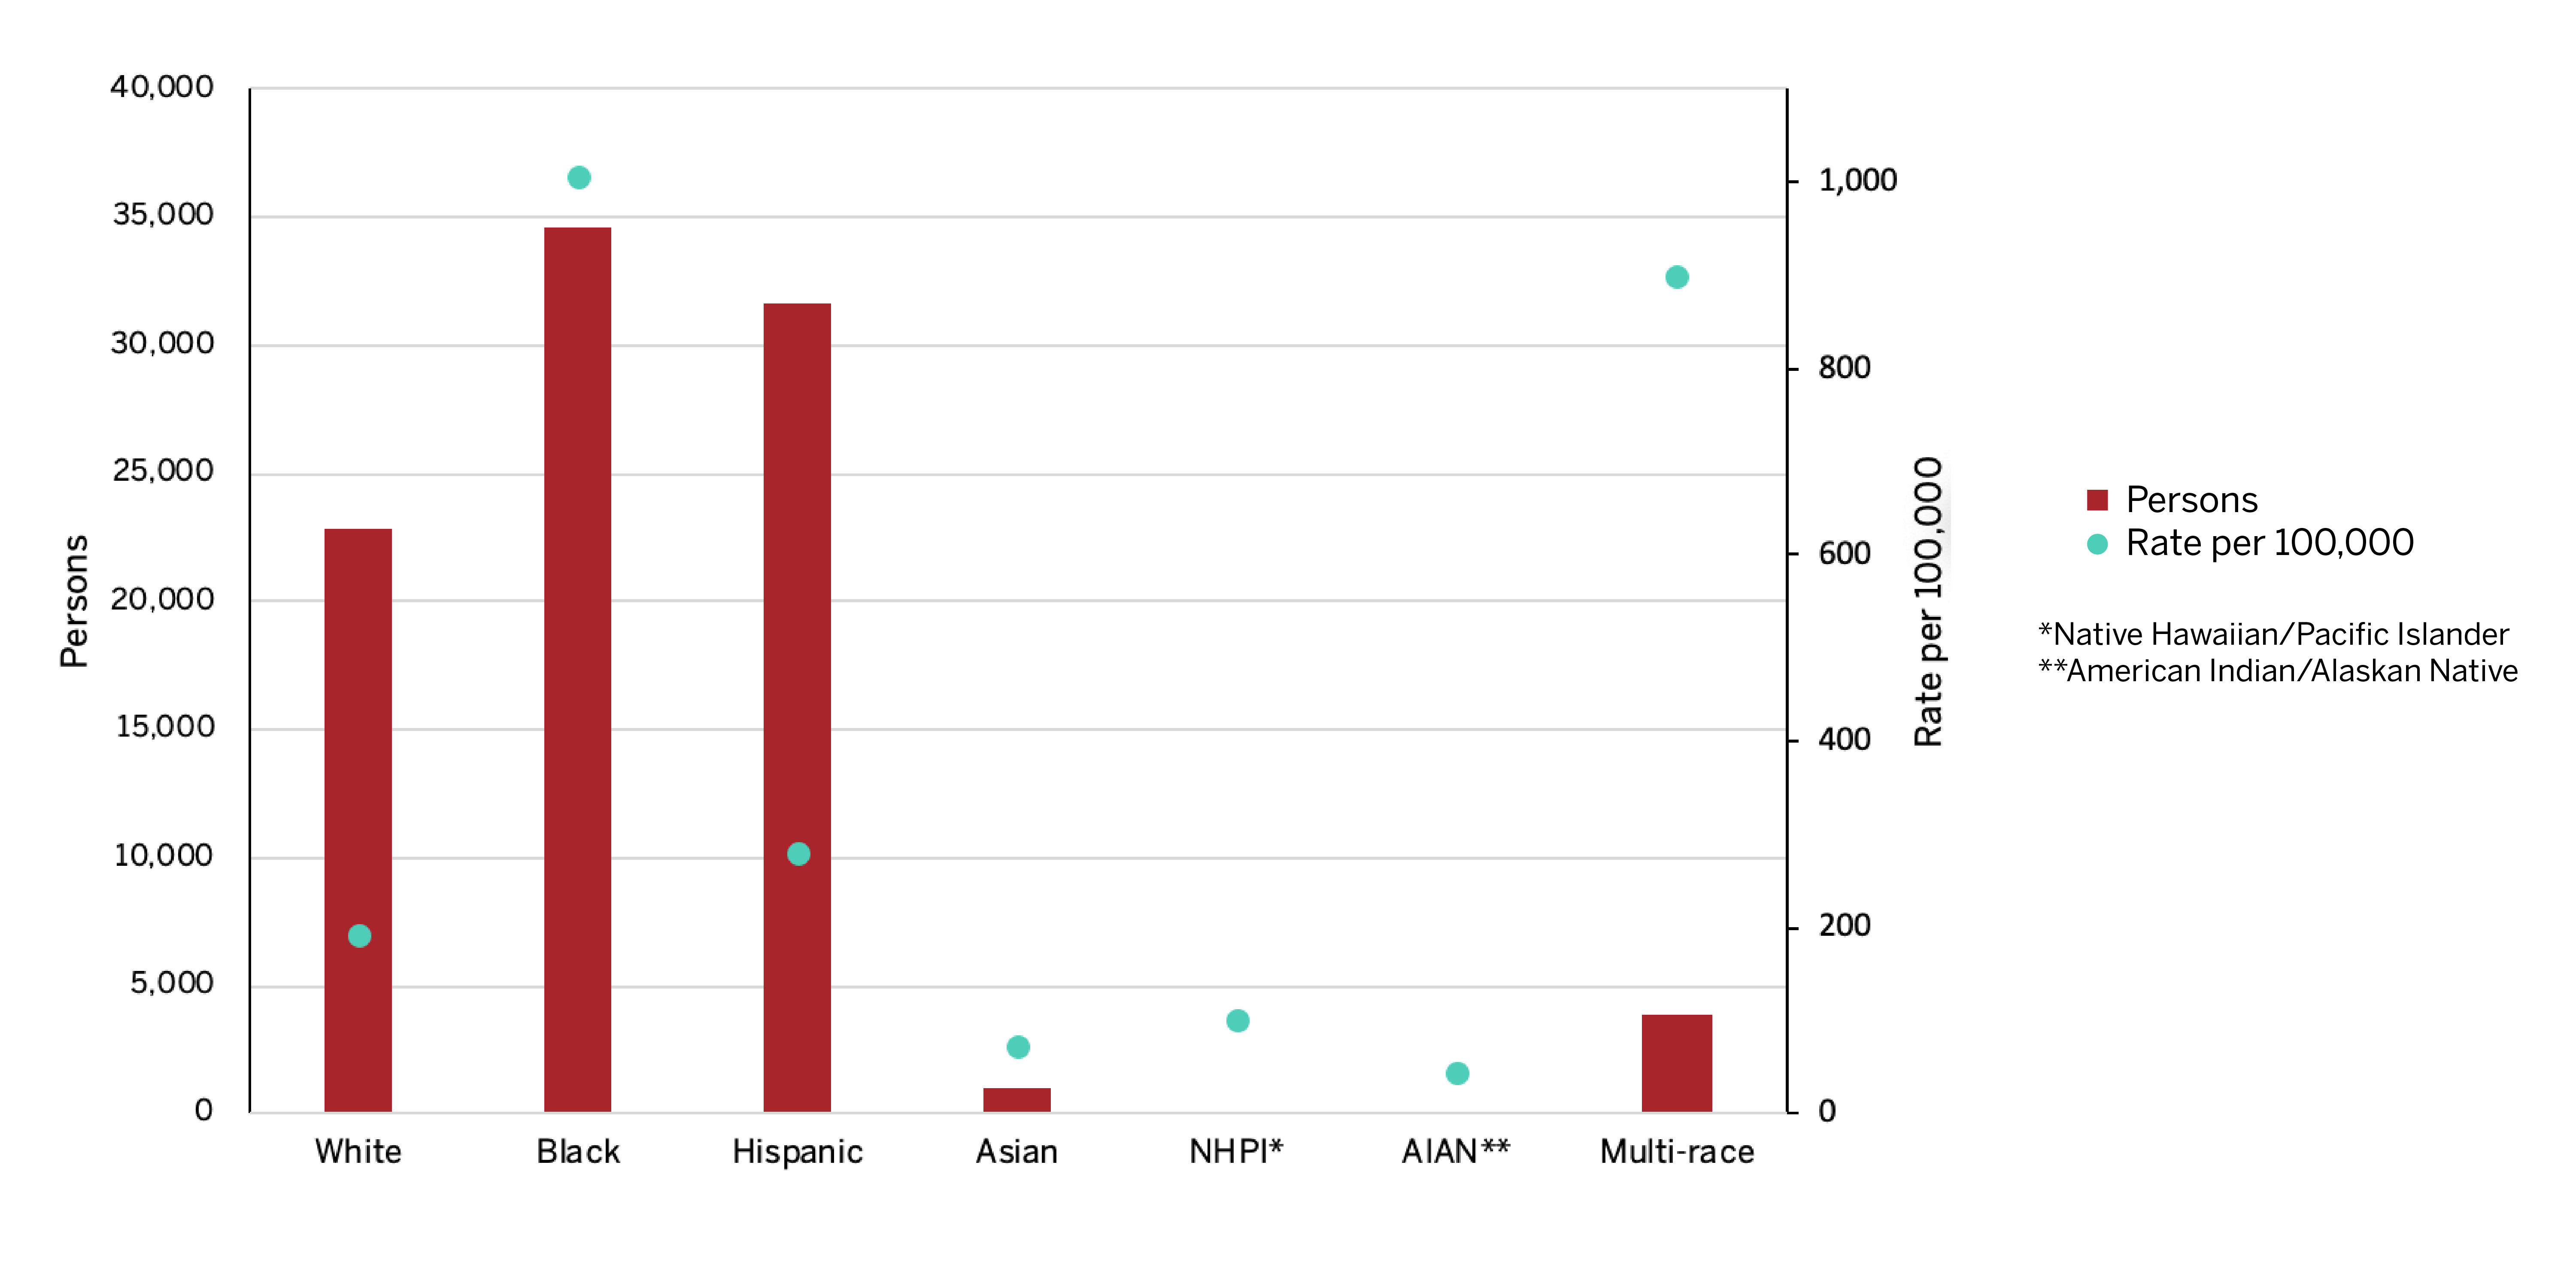 40,000
35,000
30,000
25,000
20,000
15,000
10,000
5,000
0
Persons
White
Black
Hispanic
Asian
NHPI*
AIAN**
Multi-race
1,000
800
600
400
200
0
Rate per 100,000
Persons
Rate per 100,000
*Native Hawaiian/Pacific Islander
**American Indian/Alaskan Native